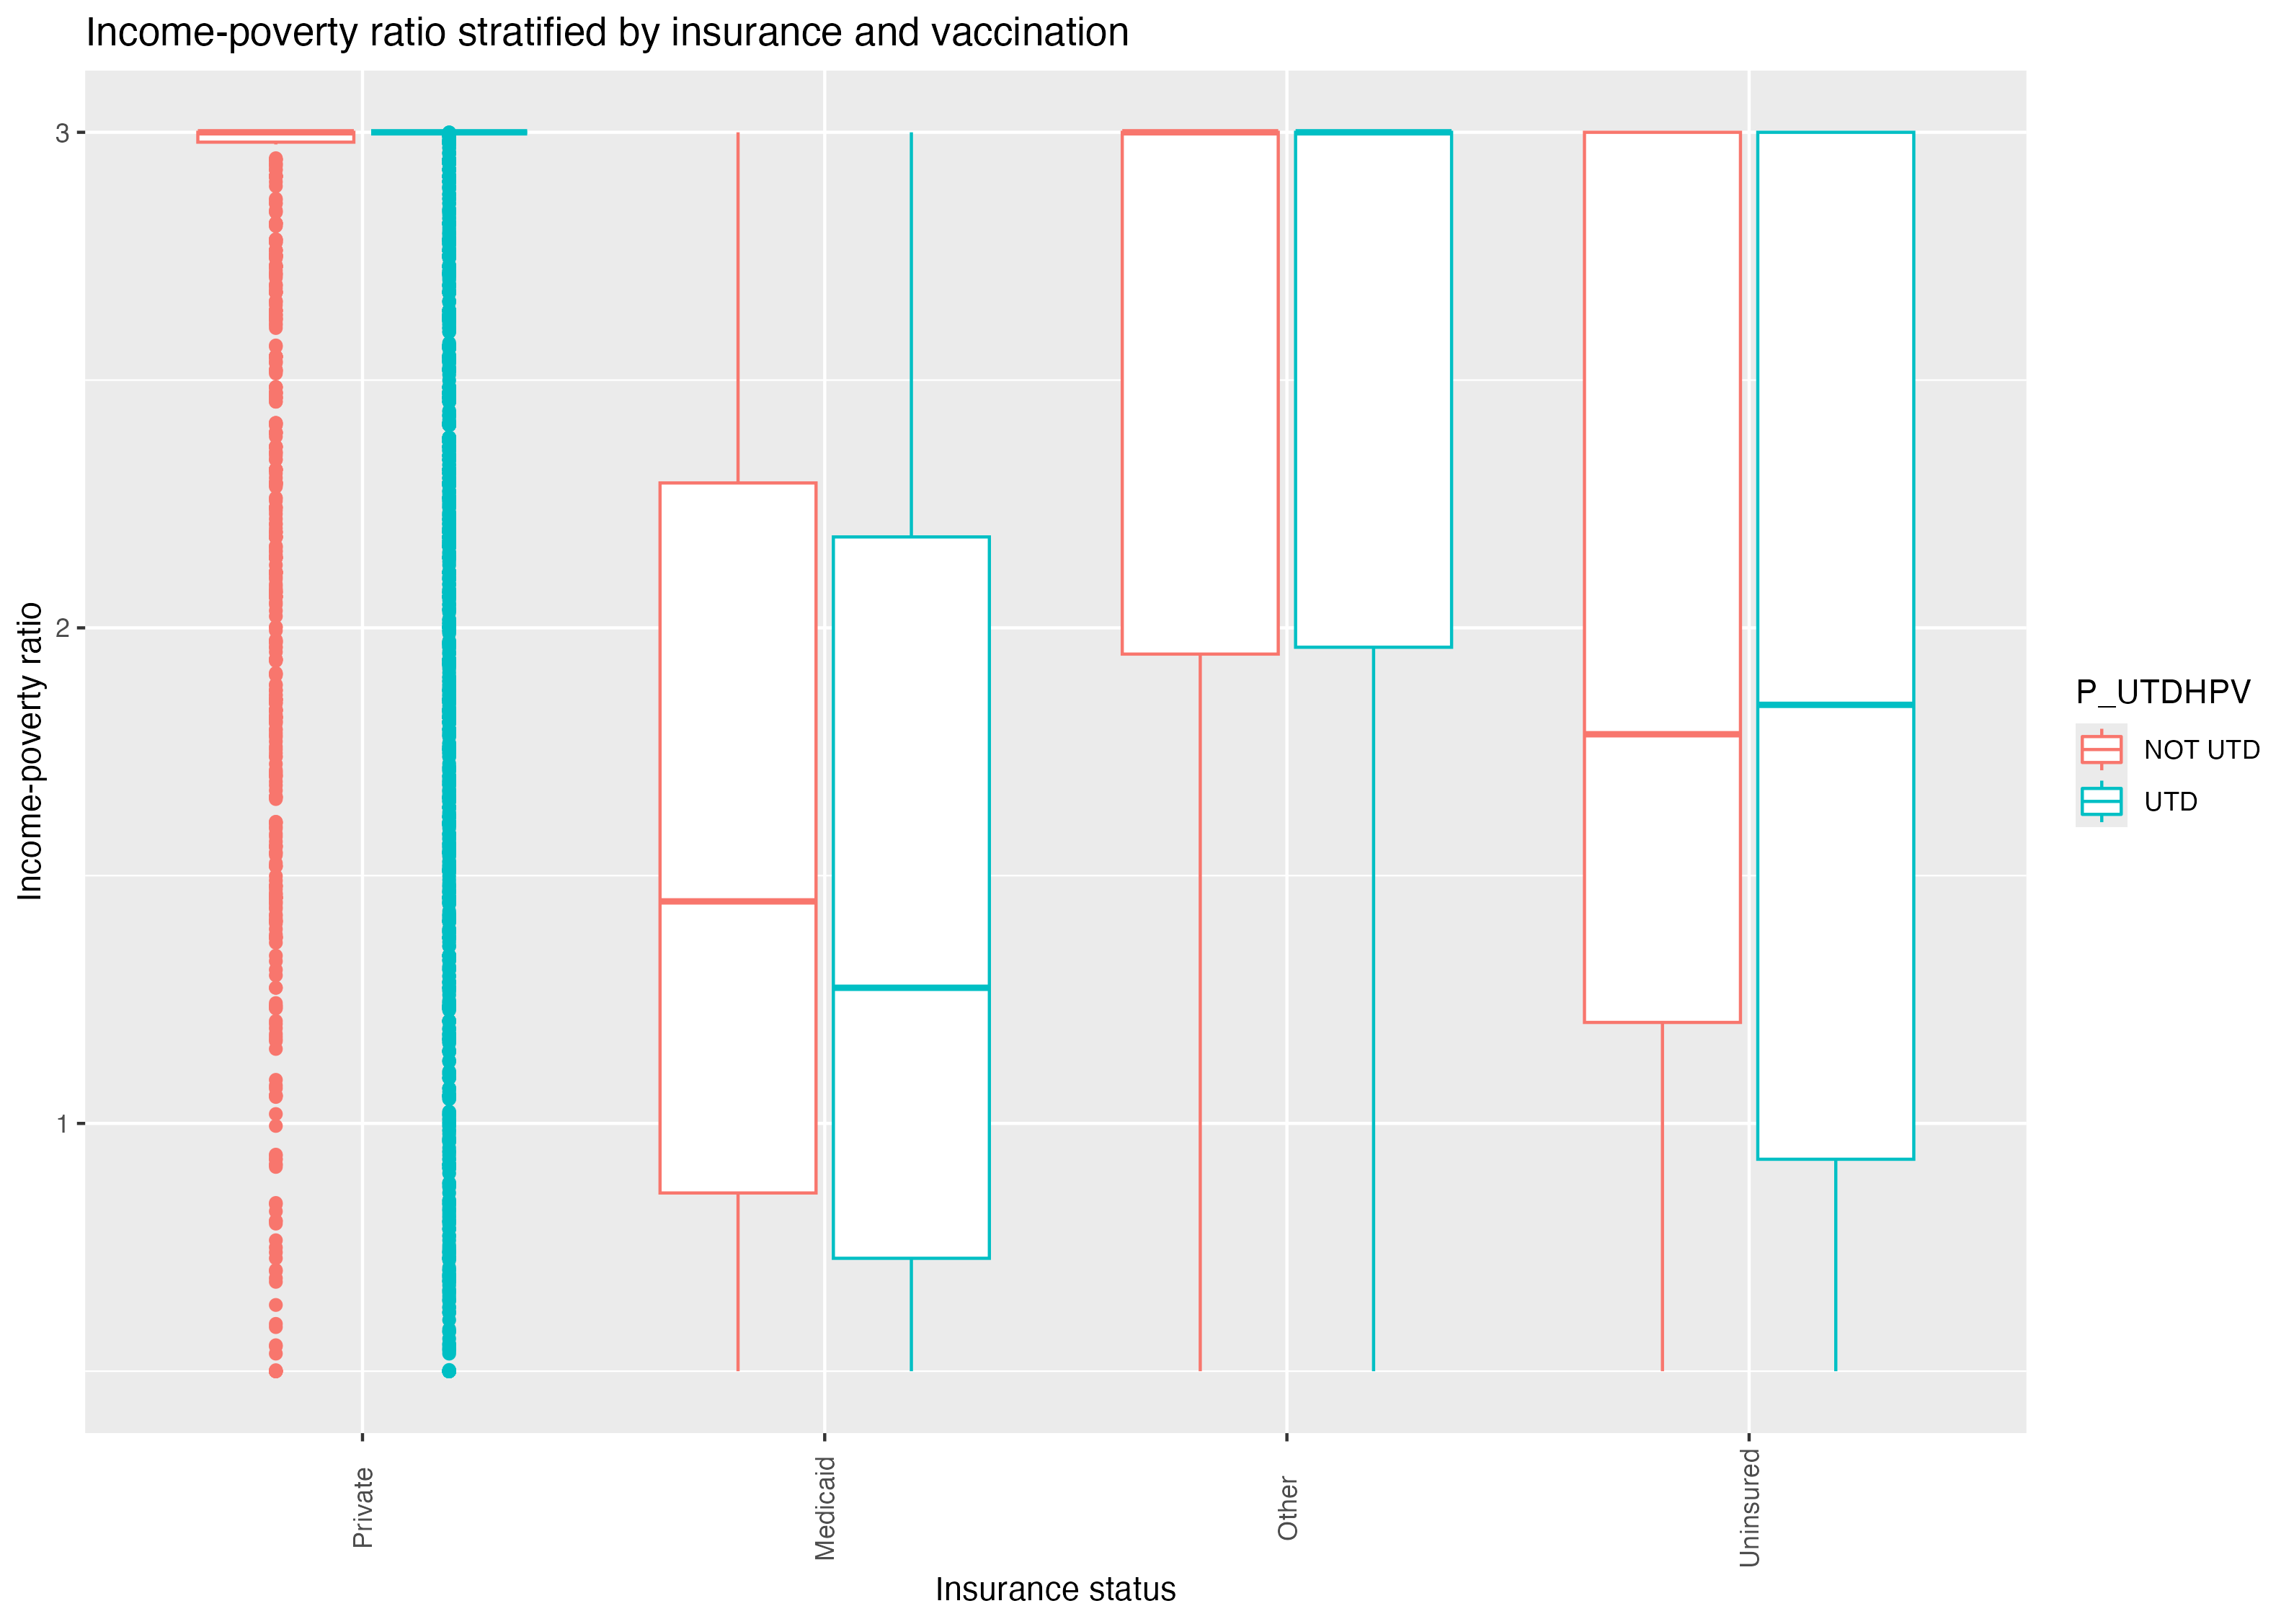 Income-poverty ratio stratified by insurance and vaccination
Income-poverty ratio
3
2
1
Private
Medicaid
Other
Uninsured
Insurance status
P_UTDHPV
NOT UTD
UTD